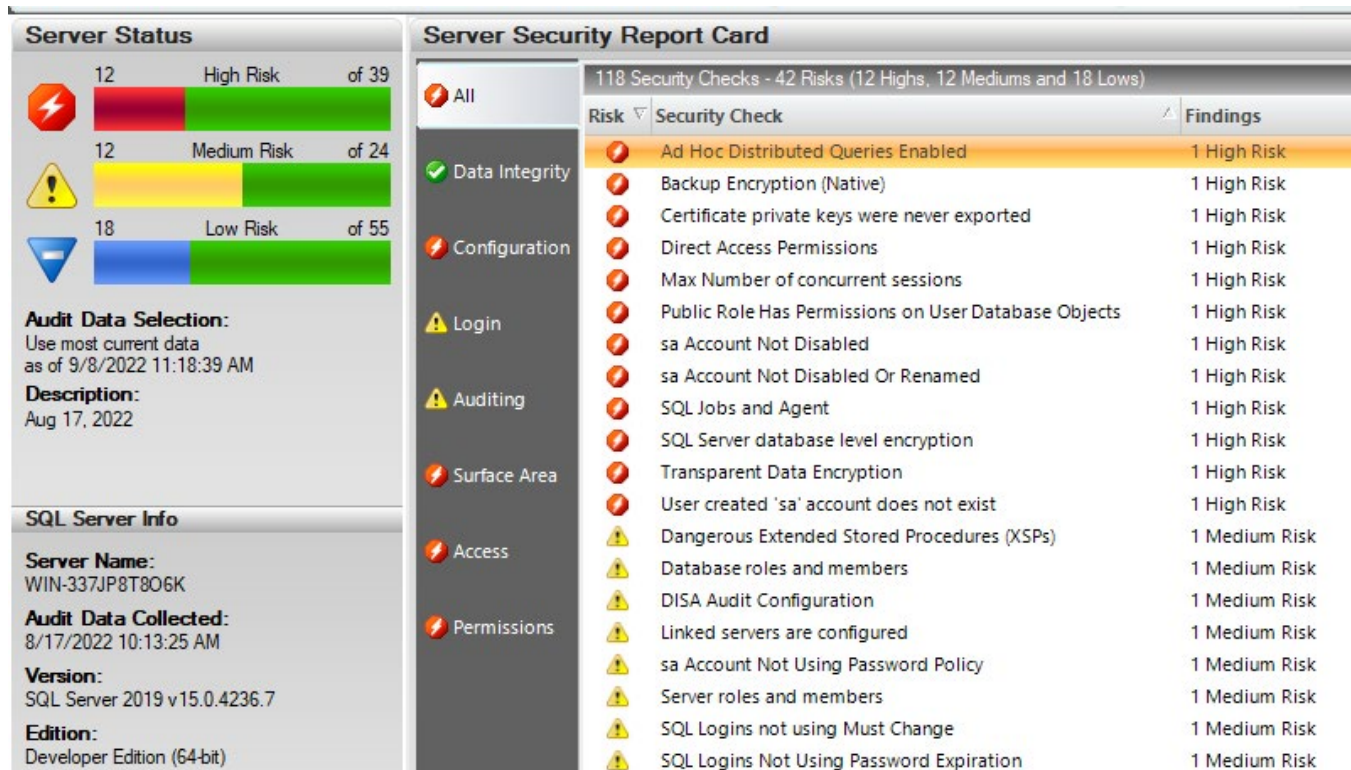 Server Status
12 High Risk of 39
12 Medium Risk of 24
18 Low Risk of 55
Audit Data Selection:
Use most current data
as of 9/8/2022 11:18:39 AM
Description:
Aug 17, 2022
SQL Server Info
Server Name:
WIN-337JP8T8O6K
Audit Data Collected:
8/17/2022 10:13:25 AM
Version:
SQL Server 2019 v15.0.4236.7
Edition:
Developer Edition (64-bit)
Server Security Report Card
All
Data Integrity
Configuration
Login
Auditing
Surface Area
Access
Permissions
118 Security Checks - 42 Risks (12 Highs, 12 Mediums and 18 Lows)
Risk Security Check Findings
Ad Hoc Distributed Queries Enabled 1 High Risk
Backup Encryption (Native) 1 High Risk
Certificate private keys were never exported 1 High Risk
Direct Access Permissions 1 High Risk
Max Number of concurrent sessions 1 High Risk
Public Role Has Permissions on User Database Objects 1 High Risk
sa Account Not Disabled 1 High Risk
sa Account Not Disabled Or Renamed 1 High Risk
SQL Jobs and Agent 1 High Risk
SQL Server database level encryption 1 High Risk
Transparent Data Encryption 1 High Risk
User created 'sa' account does not exist 1 High Risk
Dangerous Extended Stored Procedures (XSPs) 1 Medium Risk
Database roles and members 1 Medium Risk
DISA Audit Configuration 1 Medium Risk
Linked servers are configured 1 Medium Risk
sa Account Not Using Password Policy 1 Medium Risk
Server roles and members 1 Medium Risk
SQL Logins not using Must Change 1 Medium Risk
SQL Logins Not Using Password Expiration 1 Medium Risk